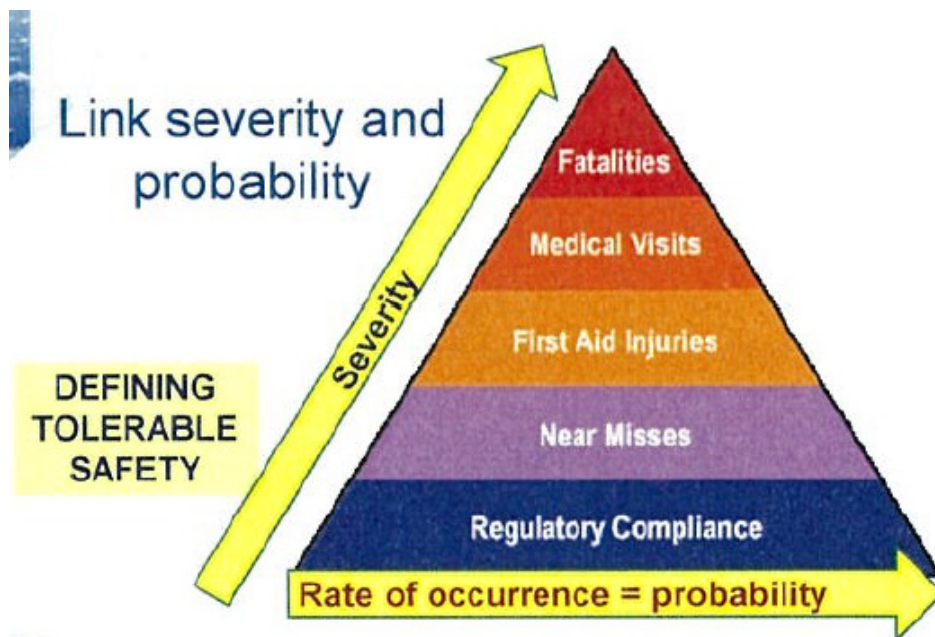 Link severity and
probability
Severity
DEFINING
TOLERABLE
SAFETY
Fatalities
Medical Visits
First Aid Injuries
Near Misses
Regulatory Compliance
Rate of occurrence = probability